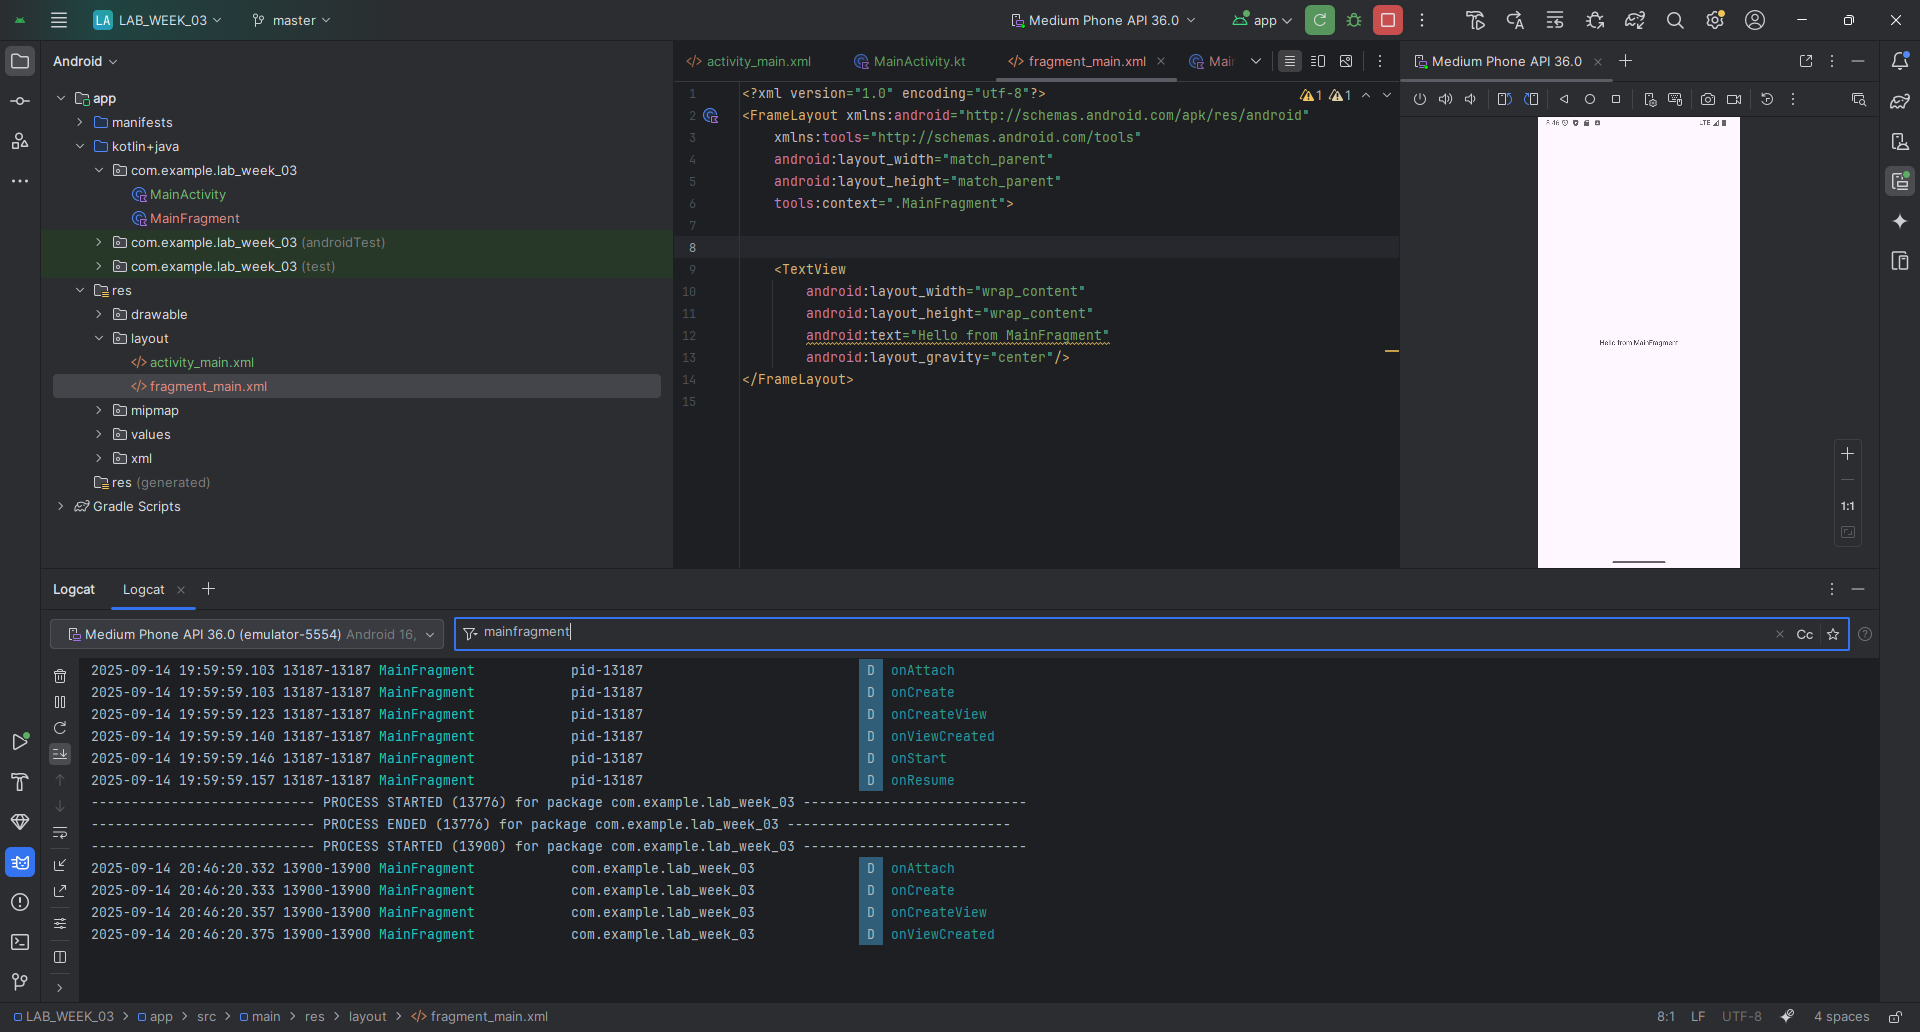 LA LAB_WEEK_03 master Medium Phone API 36.0 app
Android
app
manifests
kotlin+java
com.example.lab_week_03
MainActivity
MainFragment
com.example.lab_week_03 (androidTest)
com.example.lab_week_03 (test)
res
drawable
layout
activity_main.xml
fragment_main.xml
mipmap
values
xml
res (generated)
Gradle Scripts
activity_main.xml MainActivity.kt fragment_main.xml Mai
1 <?xml version="1.0" encoding="utf-8"?> 1 1
2 <FrameLayout xmlns:android="http://schemas.android.com/apk/res/android"
3 xmlns:tools="http://schemas.android.com/tools"
4 android:layout_width="match_parent"
5 android:layout_height="match_parent"
6 tools:context=".MainFragment">
7
8
9 <TextView
10 android:layout_width="wrap_content"
11 android:layout_height="wrap_content"
12 android:text="Hello from MainFragment"
13 android:layout_gravity="center"/>
14 </FrameLayout>
15
Medium Phone API 36.0
8:46 LTE
Hello from MainFragment
1:1
Logcat Logcat
Medium Phone API 36.0 (emulator-5554) Android 16, mainfragment Cc
2025-09-14 19:59:59.103 13187-13187 MainFragment pid-13187 D onAttach
2025-09-14 19:59:59.103 13187-13187 MainFragment pid-13187 D onCreate
2025-09-14 19:59:59.123 13187-13187 MainFragment pid-13187 D onCreateView
2025-09-14 19:59:59.140 13187-13187 MainFragment pid-13187 D onViewCreated
2025-09-14 19:59:59.146 13187-13187 MainFragment pid-13187 D onStart
2025-09-14 19:59:59.157 13187-13187 MainFragment pid-13187 D onResume
---------------------------- PROCESS STARTED (13776) for package com.example.lab_week_03 ----------------------------
---------------------------- PROCESS ENDED (13776) for package com.example.lab_week_03 ----------------------------
---------------------------- PROCESS STARTED (13900) for package com.example.lab_week_03 ----------------------------
2025-09-14 20:46:20.332 13900-13900 MainFragment com.example.lab_week_03 D onAttach
2025-09-14 20:46:20.333 13900-13900 MainFragment com.example.lab_week_03 D onCreate
2025-09-14 20:46:20.357 13900-13900 MainFragment com.example.lab_week_03 D onCreateView
2025-09-14 20:46:20.375 13900-13900 MainFragment com.example.lab_week_03 D onViewCreated
LAB_WEEK_03 > app > src > main > res > layout > fragment_main.xml 8:1 LF UTF-8 4 spaces